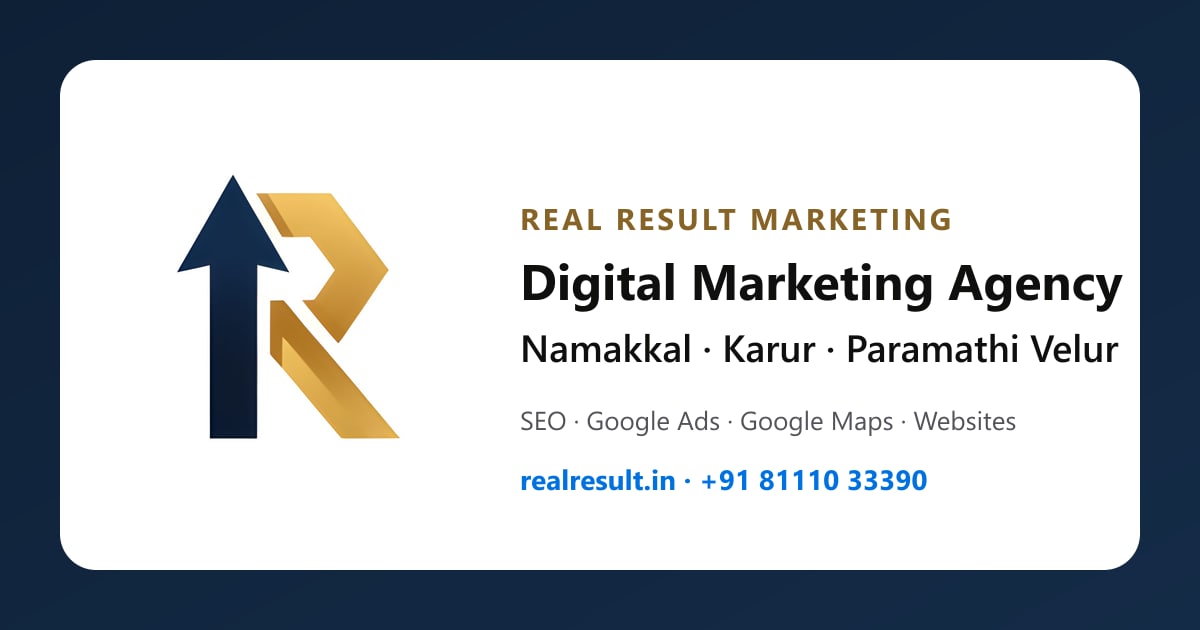 REAL RESULT MARKETING
Digital Marketing Agency
Namakkal · Karur · Paramathi Velur
SEO · Google Ads · Google Maps · Websites
realresult.in · +91 81110 33390